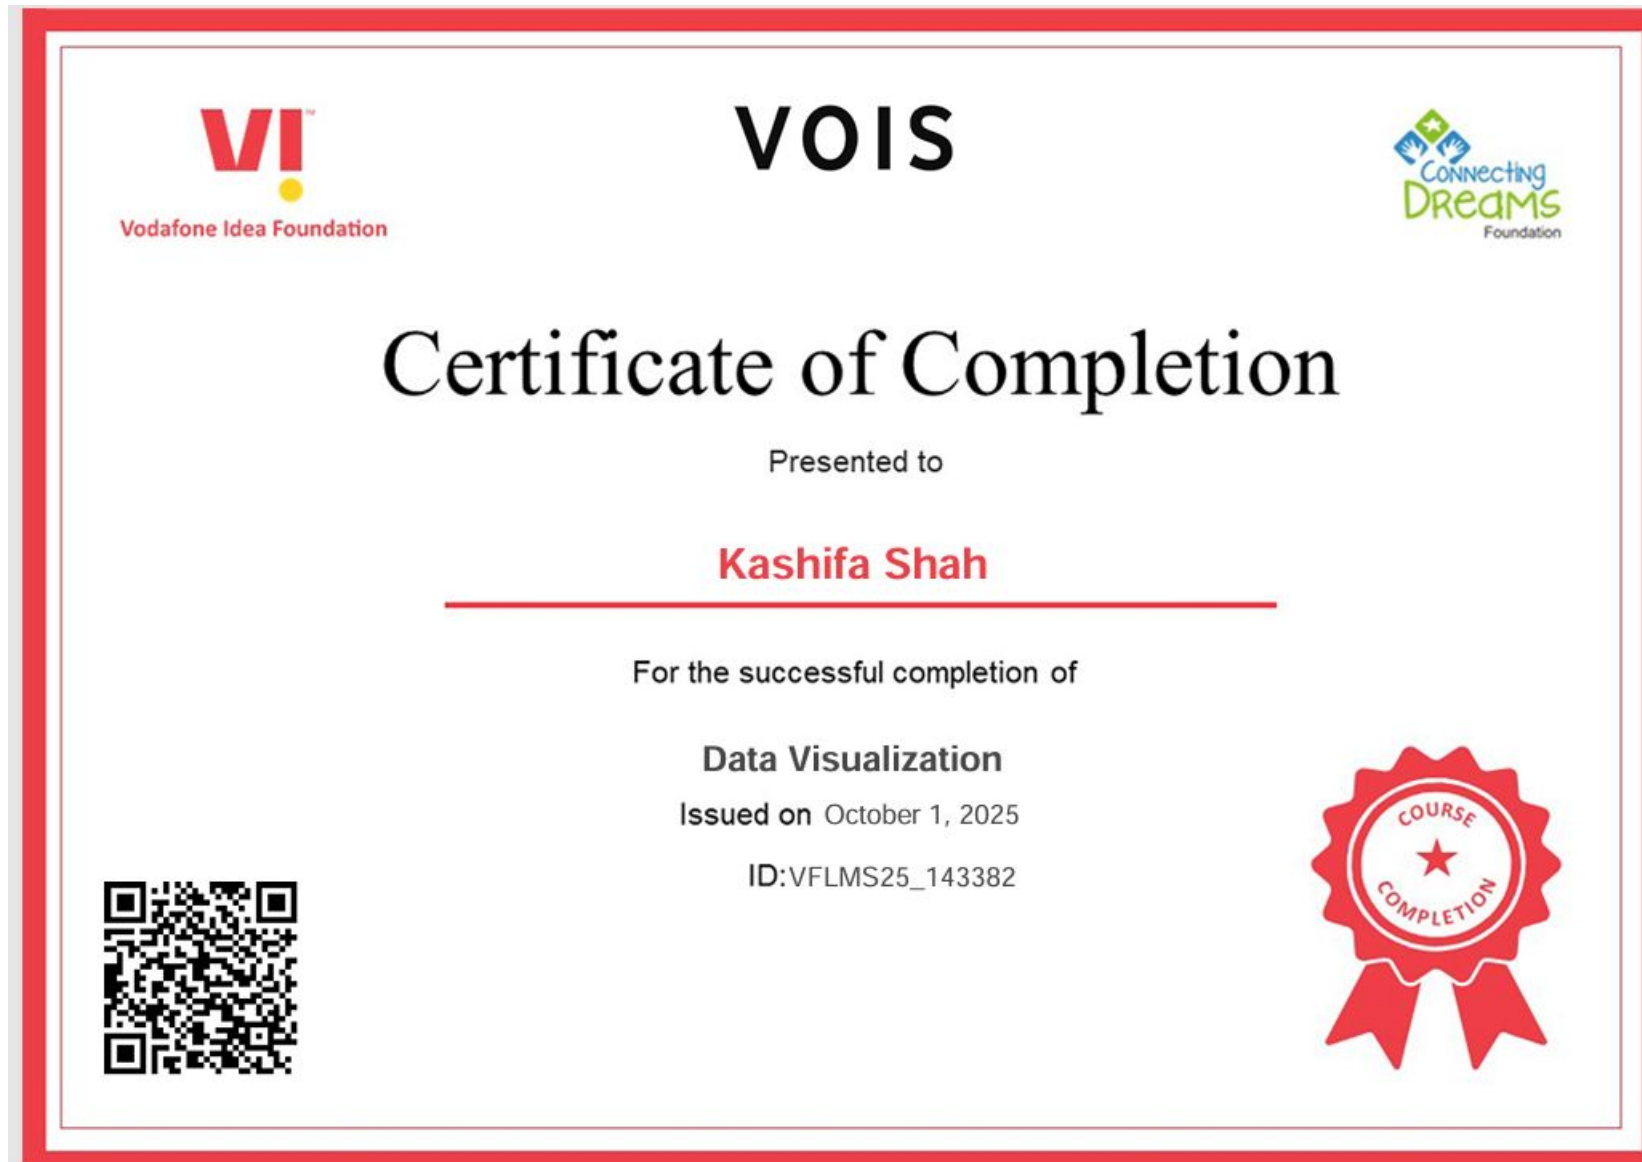 VI™
Vodafone Idea Foundation
VOIS
Connecting
Dreams
Foundation
Certificate of Completion
Presented to
Kashifa Shah
For the successful completion of
Data Visualization
Issued on October 1, 2025
ID:VFLMS25_143382
COURSE
COMPLETION